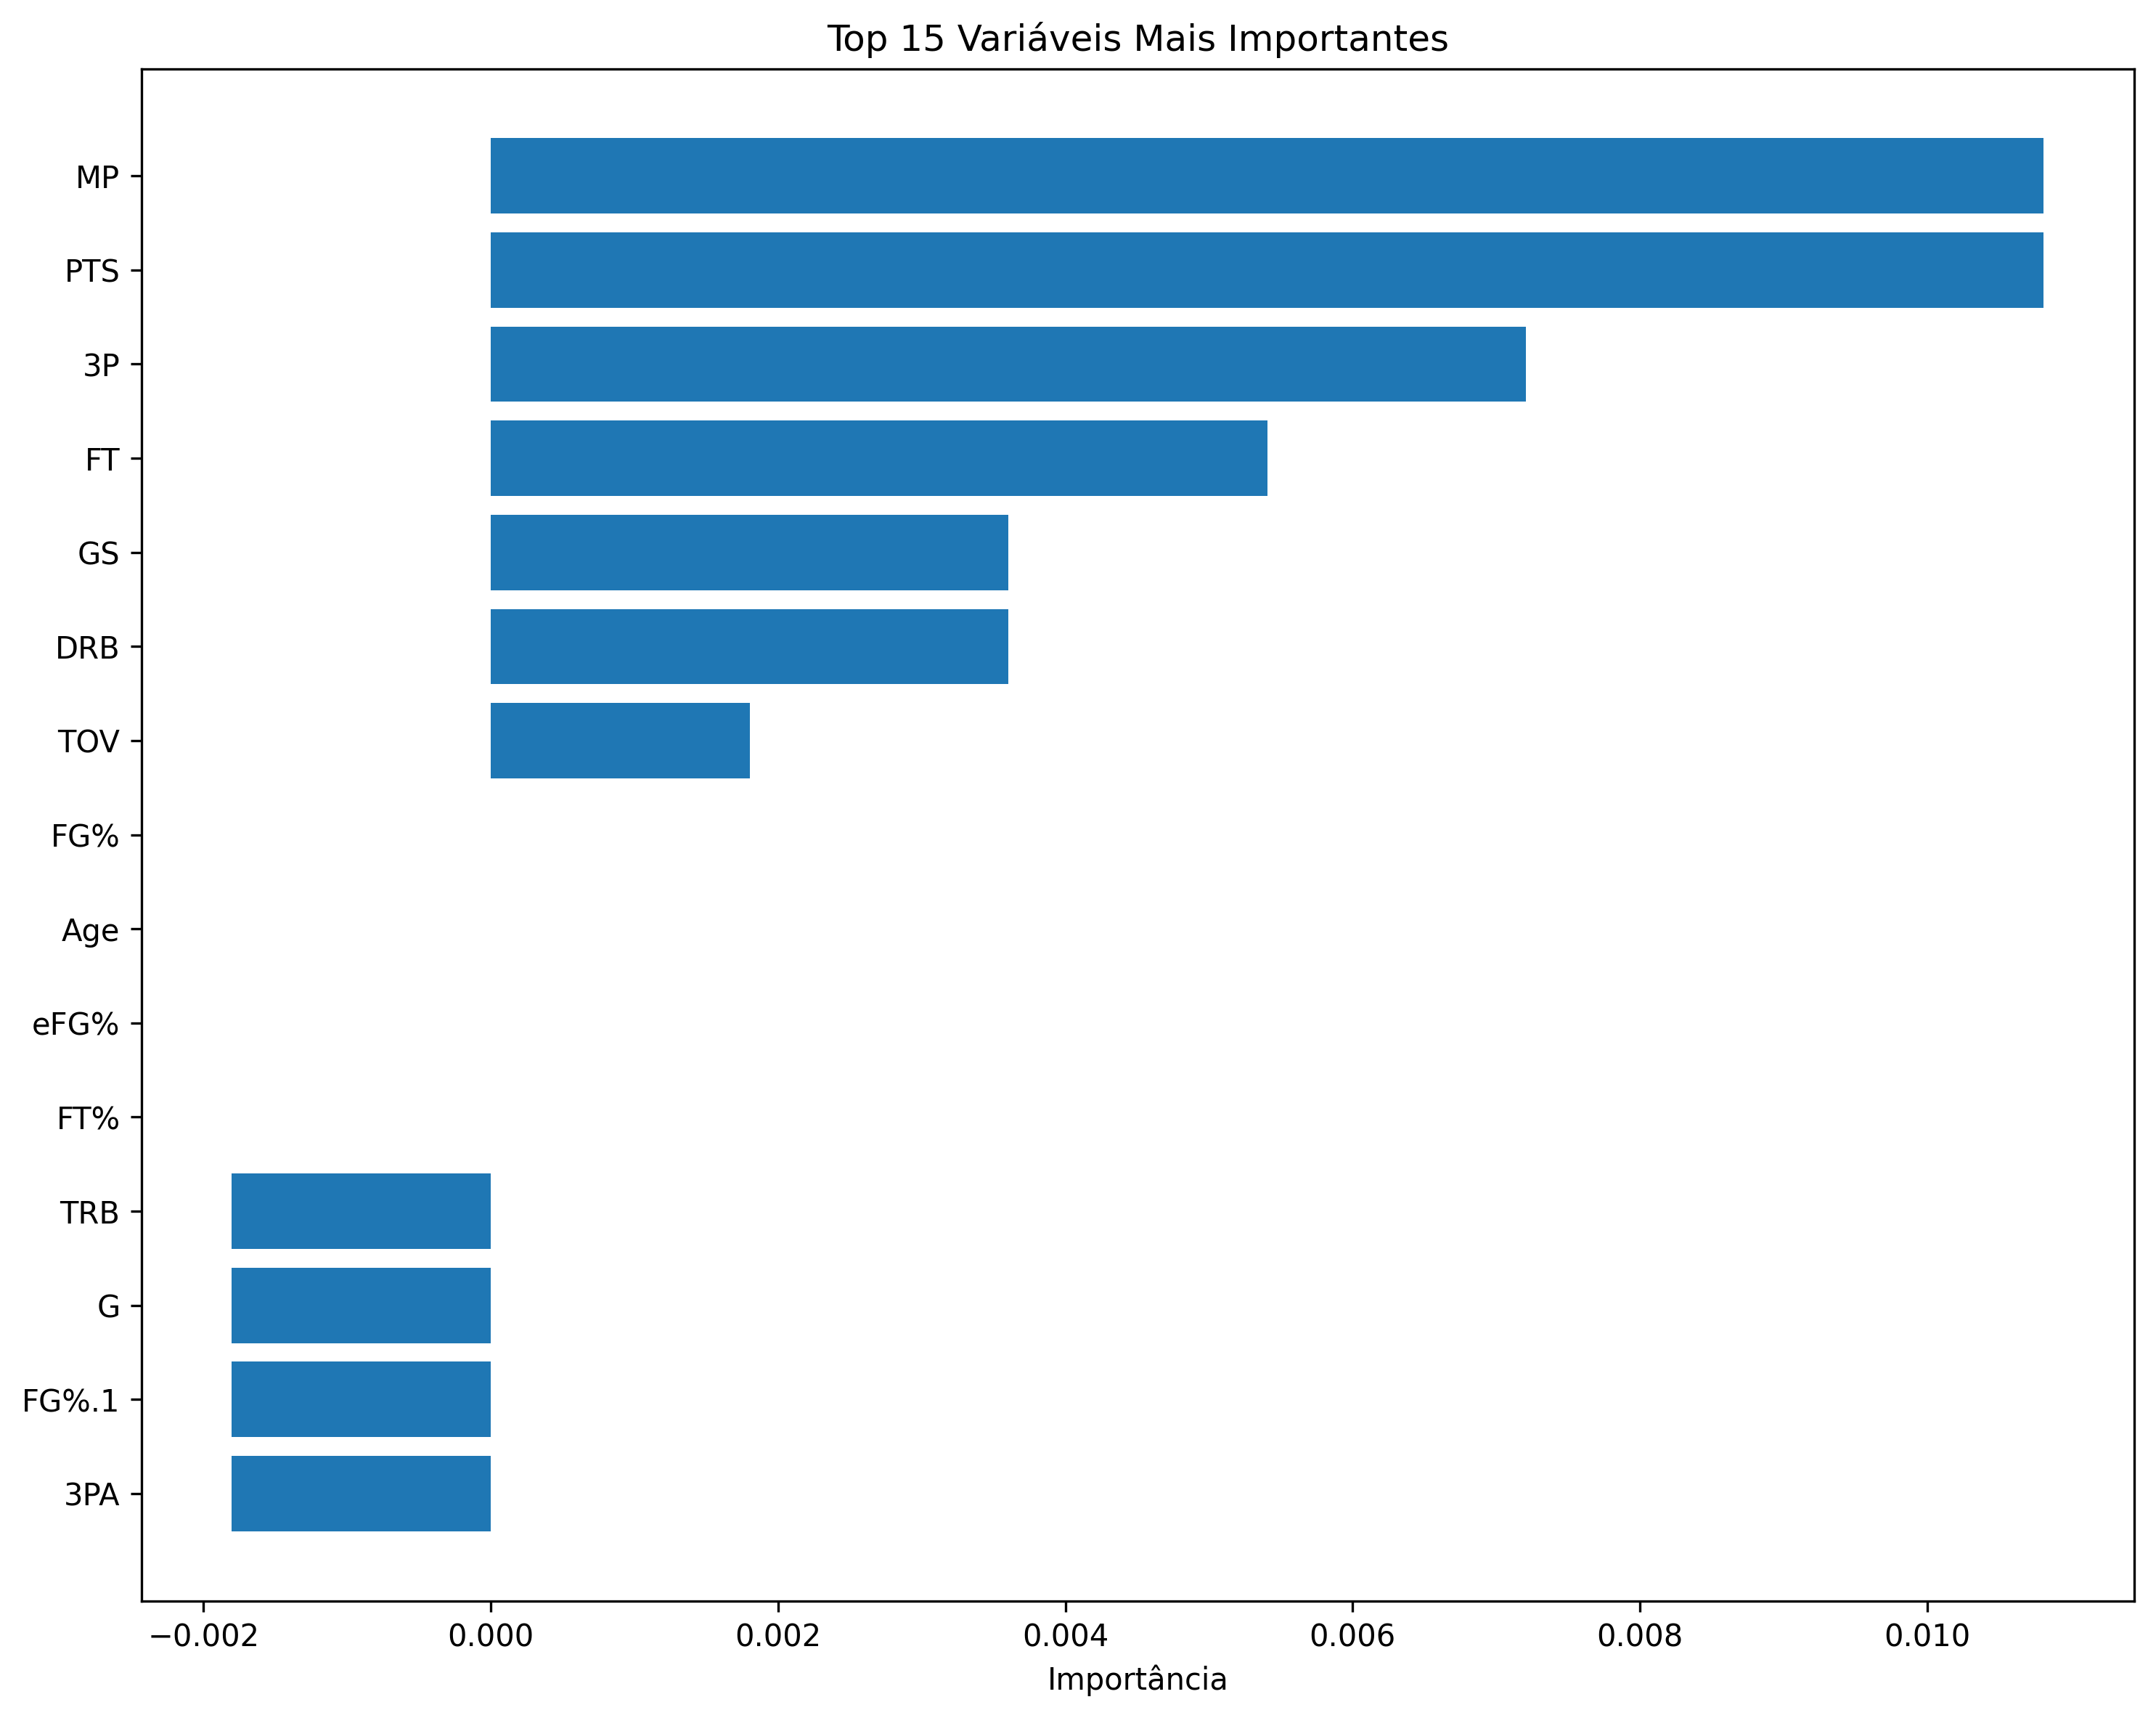 Top 15 Variáveis Mais Importantes
MP
PTS
3P
FT
GS
DRB
TOV
FG%
Age
eFG%
FT%
TRB
G
FG%.1
3PA
−0.002 0.000 0.002 0.004 0.006 0.008 0.010
Importância